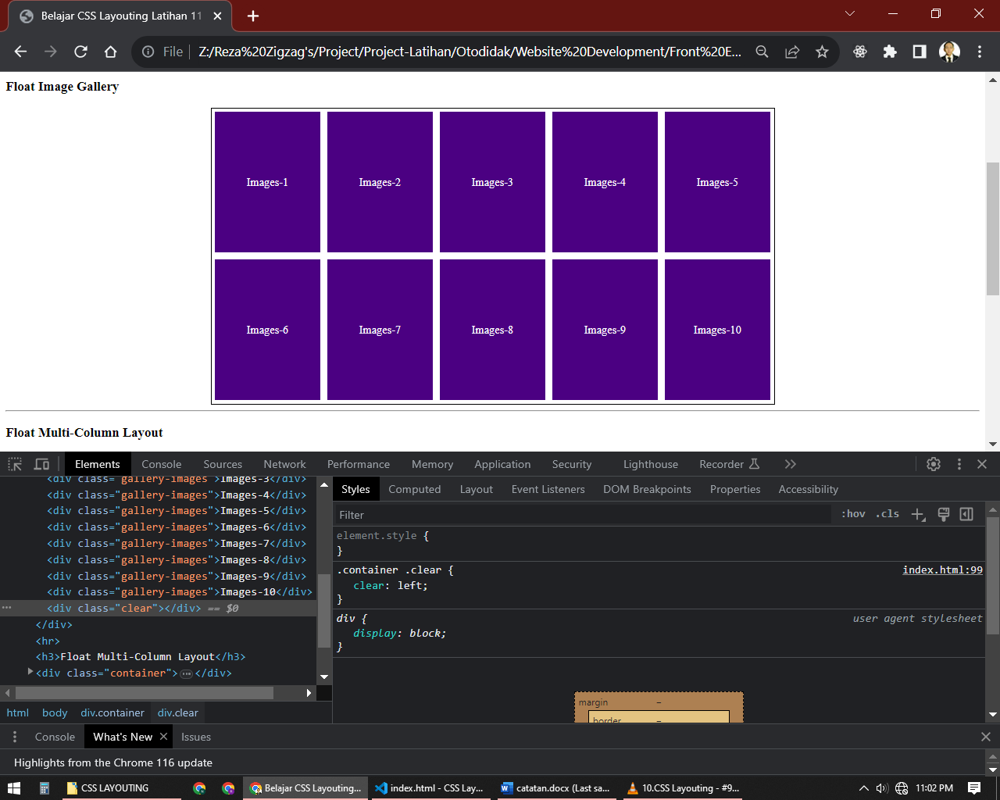 Belajar CSS Layouting Latihan 11
File
Z:/Reza%20Zigzag's/Project/Project-Latihan/Otodidak/Website%20Development/Front%20E...
Float Image Gallery
Images-1 Images-2 Images-3 Images-4 Images-5
Images-6 Images-7 Images-8 Images-9 Images-10
Float Multi-Column Layout
Elements Console Sources Network Performance Memory Application Security Lighthouse Recorder
<div class="gallery-images">Images-3</div>
<div class="gallery-images">Images-4</div>
<div class="gallery-images">Images-5</div>
<div class="gallery-images">Images-6</div>
<div class="gallery-images">Images-7</div>
<div class="gallery-images">Images-8</div>
<div class="gallery-images">Images-9</div>
<div class="gallery-images">Images-10</div>
<div class="clear"></div> == $0
</div>
<hr>
<h3>Float Multi-Column Layout</h3>
<div class="container">…</div>
html body div.container div.clear
Styles Computed Layout Event Listeners DOM Breakpoints Properties Accessibility
Filter :hov .cls
element.style {
}
.container .clear { index.html:99
clear: left;
}
div { user agent stylesheet
display: block;
}
margin –
border –
Console What's New Issues
Highlights from the Chrome 116 update
CSS LAYOUTING Belajar CSS Layouting... index.html - CSS Lay... catatan.docx (Last sa... 10.CSS Layouting - #9... 11:02 PM